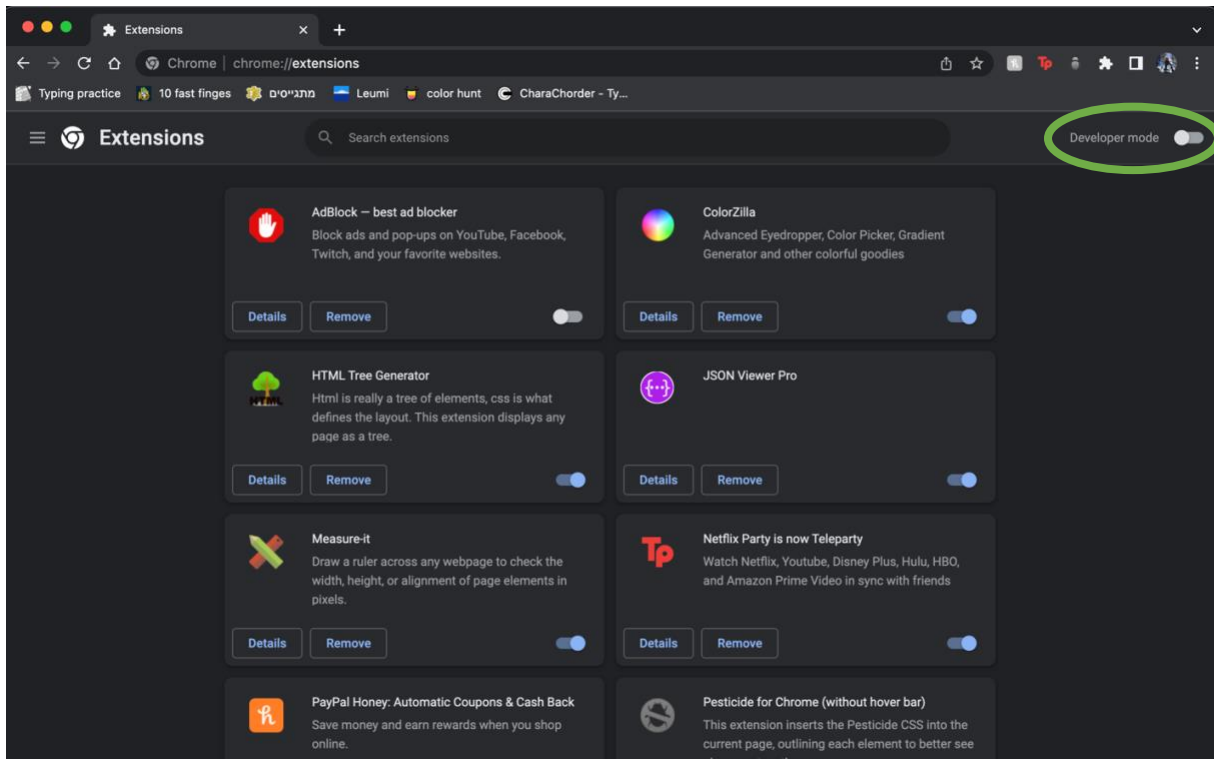 Extensions
Chrome | chrome://extensions
Typing practice 10 fast finges מתגייסים Leumi color hunt CharaChorder - Ty...
Extensions
Search extensions
Developer mode
AdBlock — best ad blocker
Block ads and pop-ups on YouTube, Facebook,
Twitch, and your favorite websites.
Details Remove
ColorZilla
Advanced Eyedropper, Color Picker, Gradient
Generator and other colorful goodies
Details Remove
HTML Tree Generator
Html is really a tree of elements, css is what
defines the layout. This extension displays any
page as a tree.
Details Remove
JSON Viewer Pro
Details Remove
Measure-it
Draw a ruler across any webpage to check the
width, height, or alignment of page elements in
pixels.
Details Remove
Netflix Party is now Teleparty
Watch Netflix, Youtube, Disney Plus, Hulu, HBO,
and Amazon Prime Video in sync with friends
Details Remove
PayPal Honey: Automatic Coupons & Cash Back
Save money and earn rewards when you shop
online.
Pesticide for Chrome (without hover bar)
This extension inserts the Pesticide CSS into the
current page, outlining each element to better see